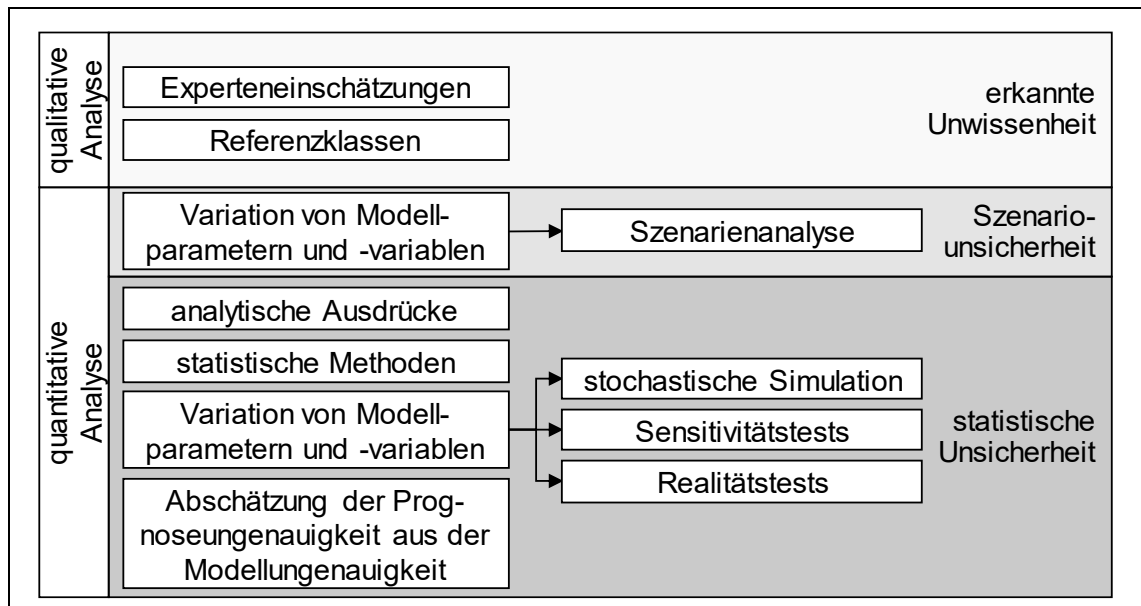 qualitative
Analyse
Experteneinschätzungen
Referenzklassen
erkannte
Unwissenheit
quantitative
Analyse
Variation von Modell-
parametern und -variablen
Szenarienanalyse
Szenario-
unsicherheit
analytische Ausdrücke
statistische Methoden
Variation von Modell-
parametern und -variablen
Abschätzung der Prog-
noseungenauigkeit aus der
Modellungenauigkeit
stochastische Simulation
Sensitivitätstests
Realitätstests
statistische
Unsicherheit